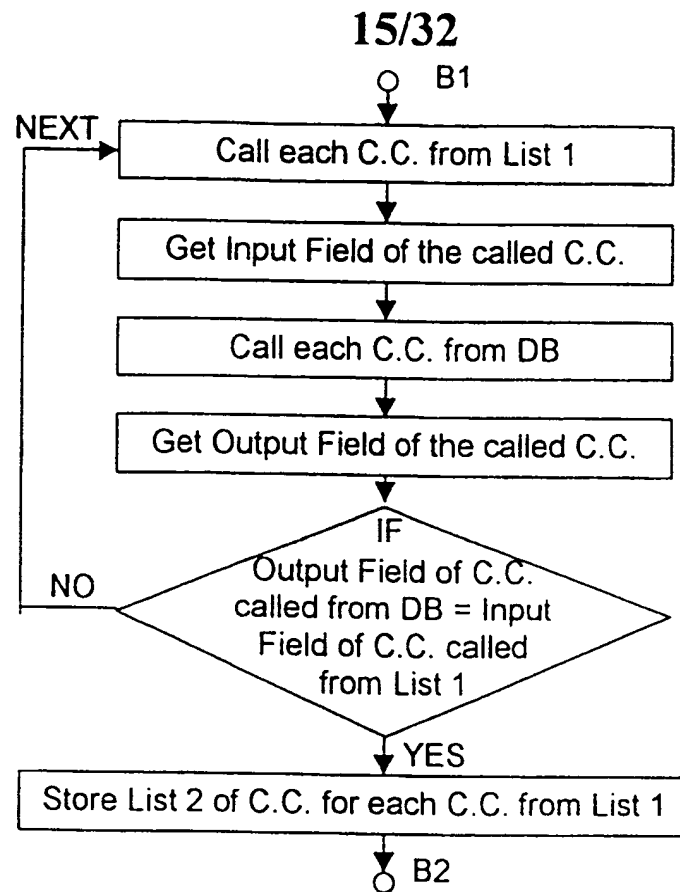 15/32
B1
NEXT
Call each C.C. from List 1
Get Input Field of the called C.C.
Call each C.C. from DB
Get Output Field of the called C.C.
IF
Output Field of C.C.
called from DB = Input
Field of C.C. called
from List 1
NO
YES
Store List 2 of C.C. for each C.C. from List 1
B2